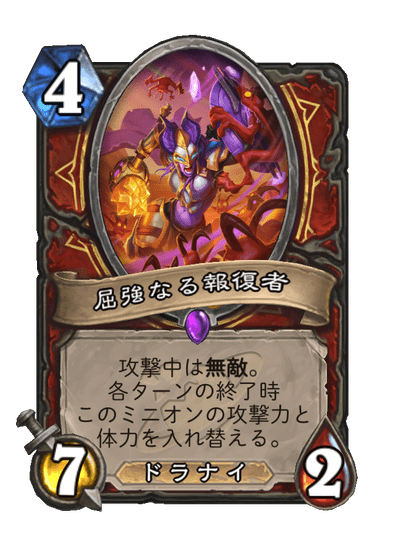 4
屈強なる報復者
攻撃中は無敵。
各ターンの終了時
このミニオンの攻撃力と
体力を入れ替える。
ドラナイ
7
2